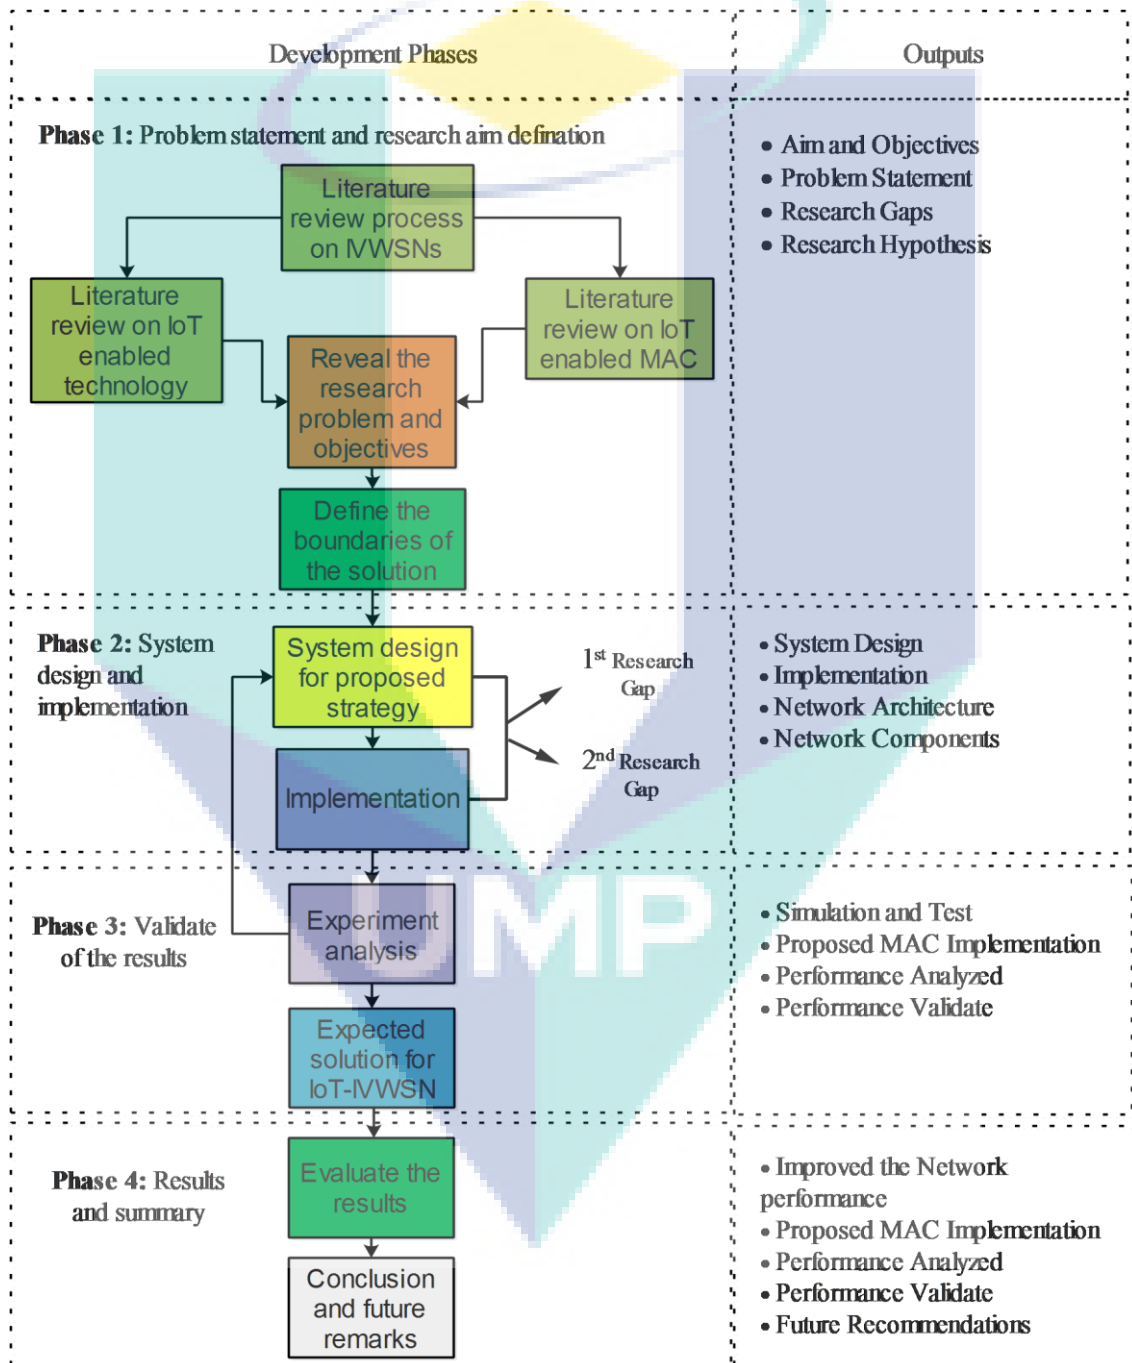 Development Phases
Outputs
Phase 1: Problem statement and research aim defination
Literature
review process
on IVWSNs
Literature
review on IoT
enabled
technology
Literature
review on IoT
enabled MAC
Reveal the
research
problem and
objectives
Define the
boundaries of
the solution
• Aim and Objectives
• Problem Statement
• Research Gaps
• Research Hypothesis
Phase 2: System
design and
implementation
System design
for proposed
strategy
Implementation
1st Research
Gap
2nd Research
Gap
• System Design
• Implementation
• Network Architecture
• Network Components
Phase 3: Validate
of the results
Experiment
analysis
Expected
solution for
IoT-IVWSN
UMP
• Simulation and Test
• Proposed MAC Implementation
• Performance Analyzed
• Performance Validate
Phase 4: Results
and summary
Evaluate the
results
Conclusion
and future
remarks
• Improved the Network
performance
• Proposed MAC Implementation
• Performance Analyzed
• Performance Validate
• Future Recommendations